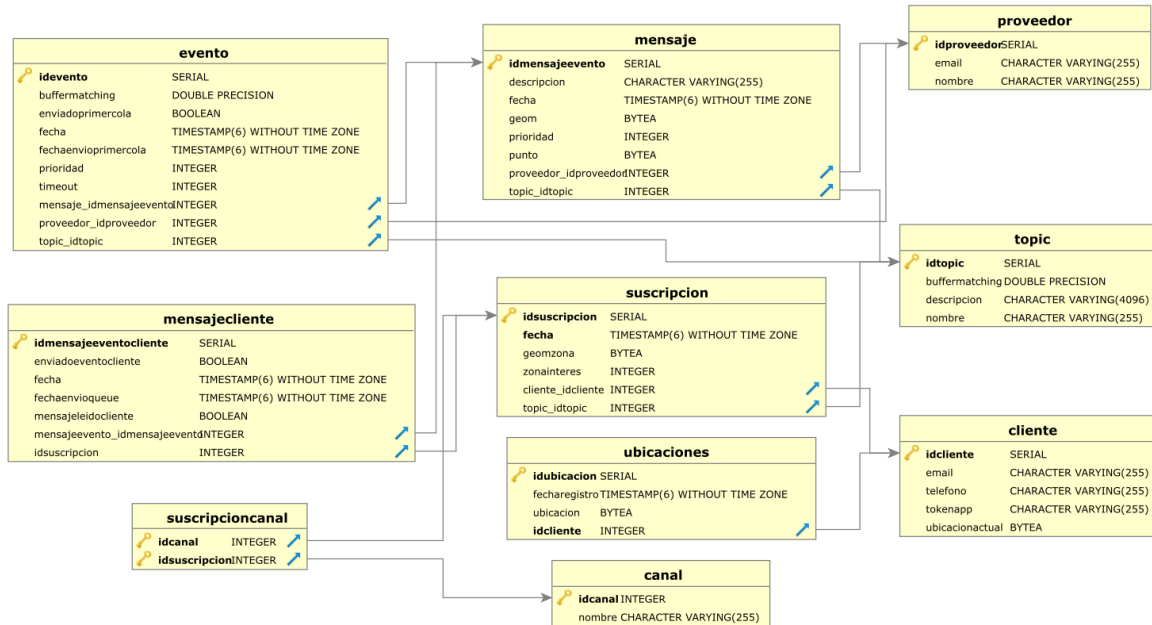 evento
idevento SERIAL
buffermatching DOUBLE PRECISION
enviadoprimercola BOOLEAN
fecha TIMESTAMP(6) WITHOUT TIME ZONE
fechaenvioprimercola TIMESTAMP(6) WITHOUT TIME ZONE
prioridad INTEGER
timeout INTEGER
mensaje_idmensajeevento INTEGER
proveedor_idproveedor INTEGER
topic_idtopic INTEGER
mensaje
idmensajeevento SERIAL
descripcion CHARACTER VARYING(255)
fecha TIMESTAMP(6) WITHOUT TIME ZONE
geom BYTEA
prioridad INTEGER
punto BYTEA
proveedor_idproveedor INTEGER
topic_idtopic INTEGER
proveedor
idproveedor SERIAL
email CHARACTER VARYING(255)
nombre CHARACTER VARYING(255)
topic
idtopic SERIAL
buffermatching DOUBLE PRECISION
descripcion CHARACTER VARYING(4096)
nombre CHARACTER VARYING(255)
mensajecliente
idmensajeeventocliente SERIAL
enviadoeventocliente BOOLEAN
fecha TIMESTAMP(6) WITHOUT TIME ZONE
fechaenvioqueue TIMESTAMP(6) WITHOUT TIME ZONE
mensajeleidocliente BOOLEAN
mensajeevento_idmensajeevento INTEGER
idsuscripcion INTEGER
suscripcion
idsuscripcion SERIAL
fecha TIMESTAMP(6) WITHOUT TIME ZONE
geomzona BYTEA
zonainteres INTEGER
cliente_idcliente INTEGER
topic_idtopic INTEGER
ubicaciones
idubicacion SERIAL
fecharegistro TIMESTAMP(6) WITHOUT TIME ZONE
ubicacion BYTEA
idcliente INTEGER
cliente
idcliente SERIAL
email CHARACTER VARYING(255)
telefono CHARACTER VARYING(255)
tokenapp CHARACTER VARYING(255)
ubicacionactual BYTEA
suscripcioncanal
idcanal INTEGER
idsuscripcion INTEGER
canal
idcanal INTEGER
nombre CHARACTER VARYING(255)